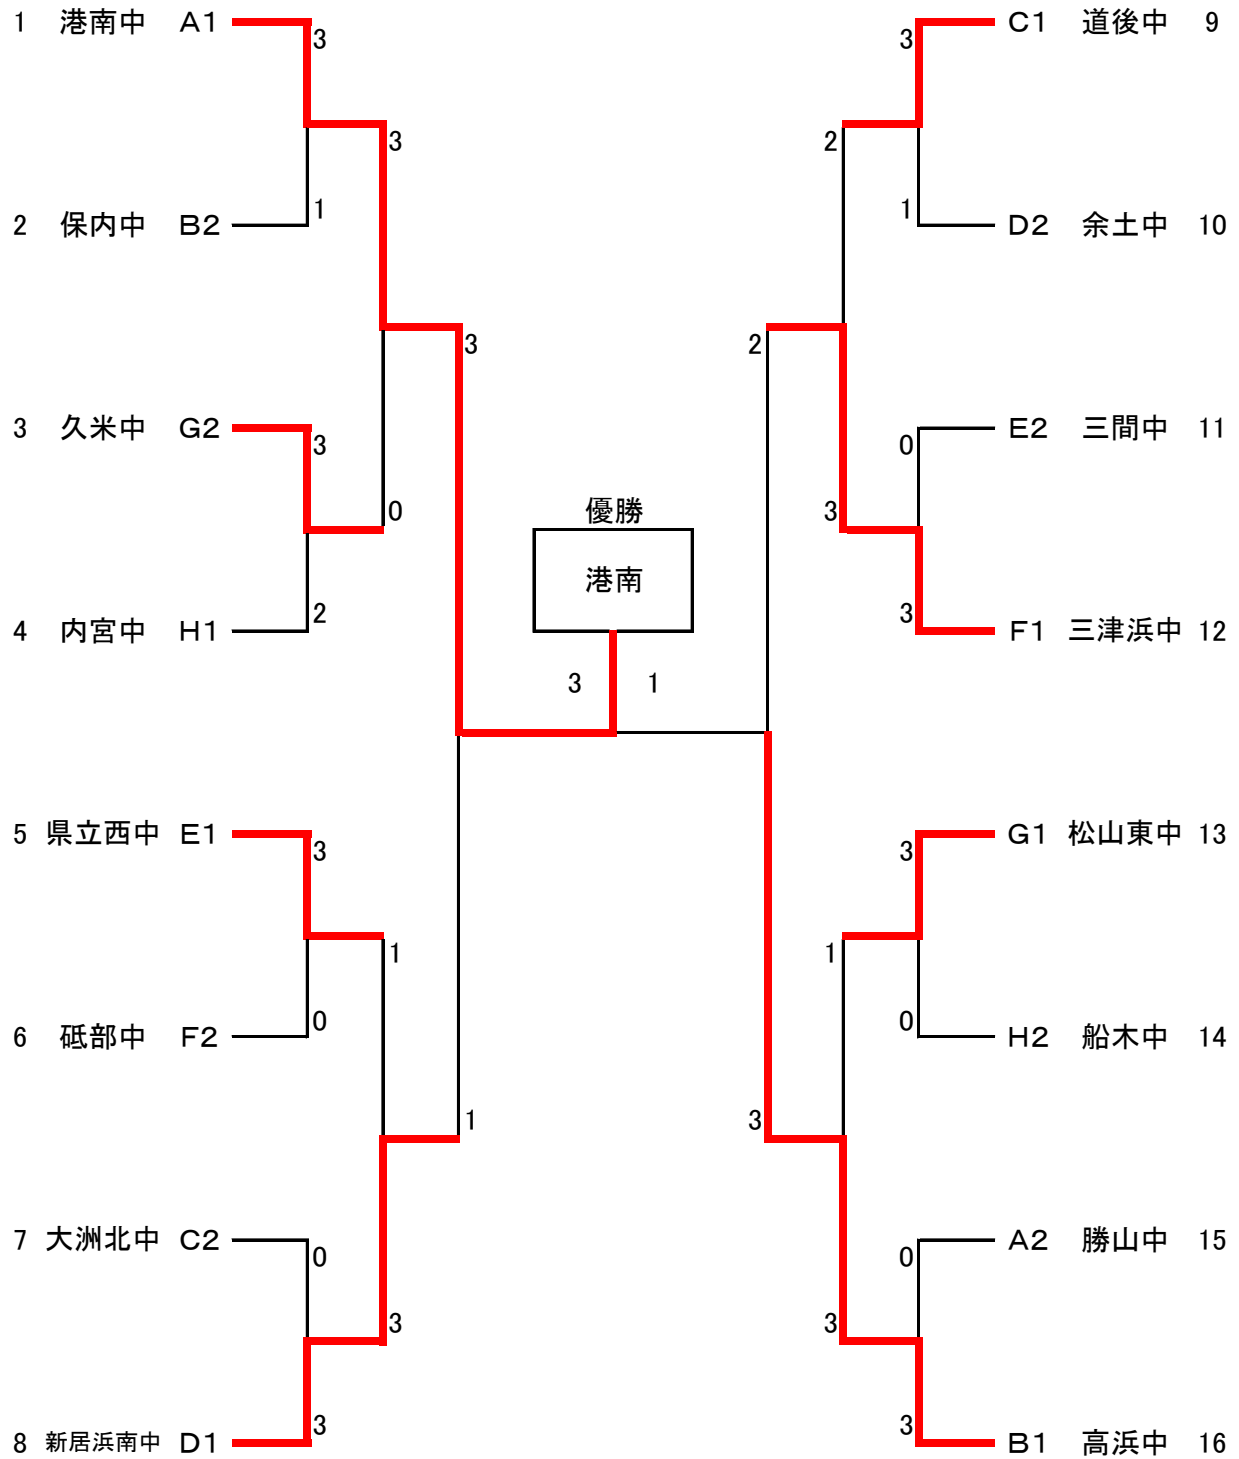 1 港南中 A1
3
3
1
2 保内中 B2
3
3 久米中 G2
3
0
2
4 内宮中 H1
5 県立西中 E1
3
1
0
6 砥部中 F2
1
7 大洲北中 C2
0
3
3
8 新居浜南中 D1
優勝
港南
3 1
C1 道後中 9
3
2
1
D2 余土中 10
2
E2 三間中 11
0
3
3
F1 三津浜中 12
G1 松山東中 13
3
1
0
H2 船木中 14
3
A2 勝山中 15
0
3
3
B1 高浜中 16